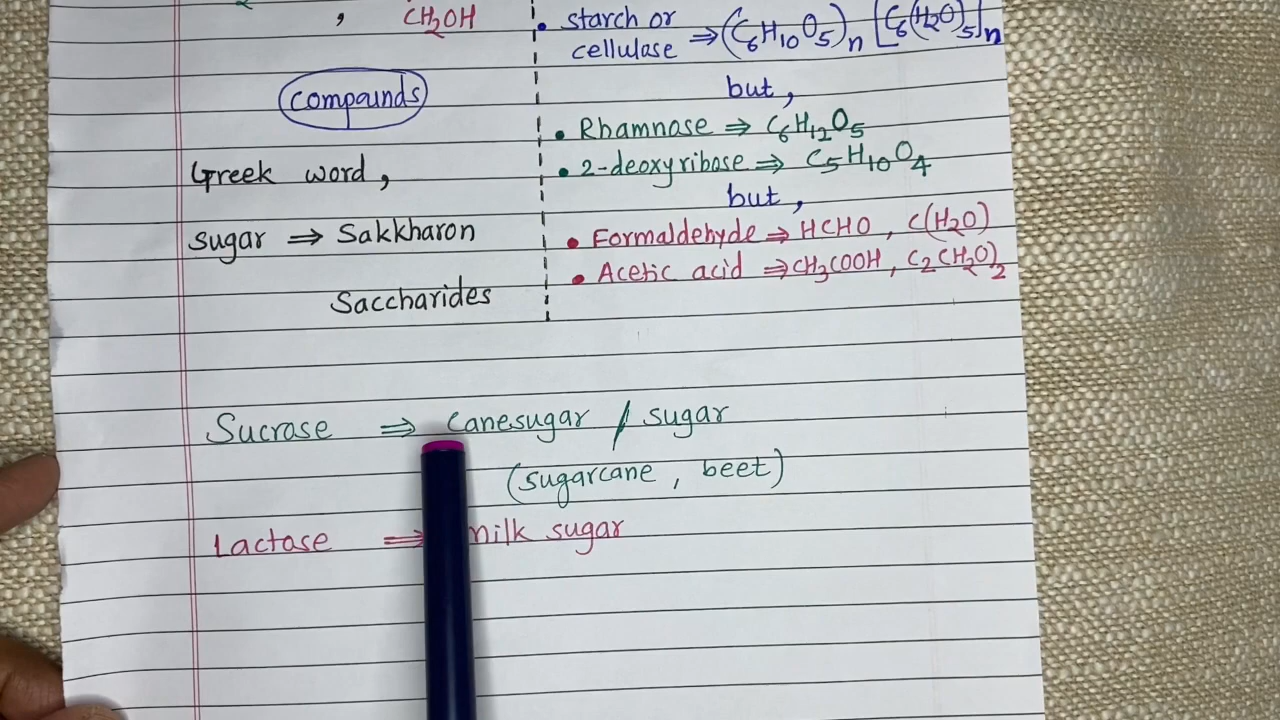 , CH₂OH
compounds
Greek word,
sugar ⇒ Sakkharon
Saccharides
• starch or
cellulase ⇒ (C₆H₁₀O₅)n [C₆(H₂O)₅]n
but,
• Rhamnose ⇒ C₆H₁₂O₅
• 2-deoxyribose ⇒ C₅H₁₀O₄
but,
• Formaldehyde ⇒ HCHO, C(H₂O)
• Acetic acid ⇒ CH₃COOH, C₂(H₂O)₂
Sucrose ⇒ Canesugar / sugar
(sugarcane, beet)
Lactose ⇒ milk sugar